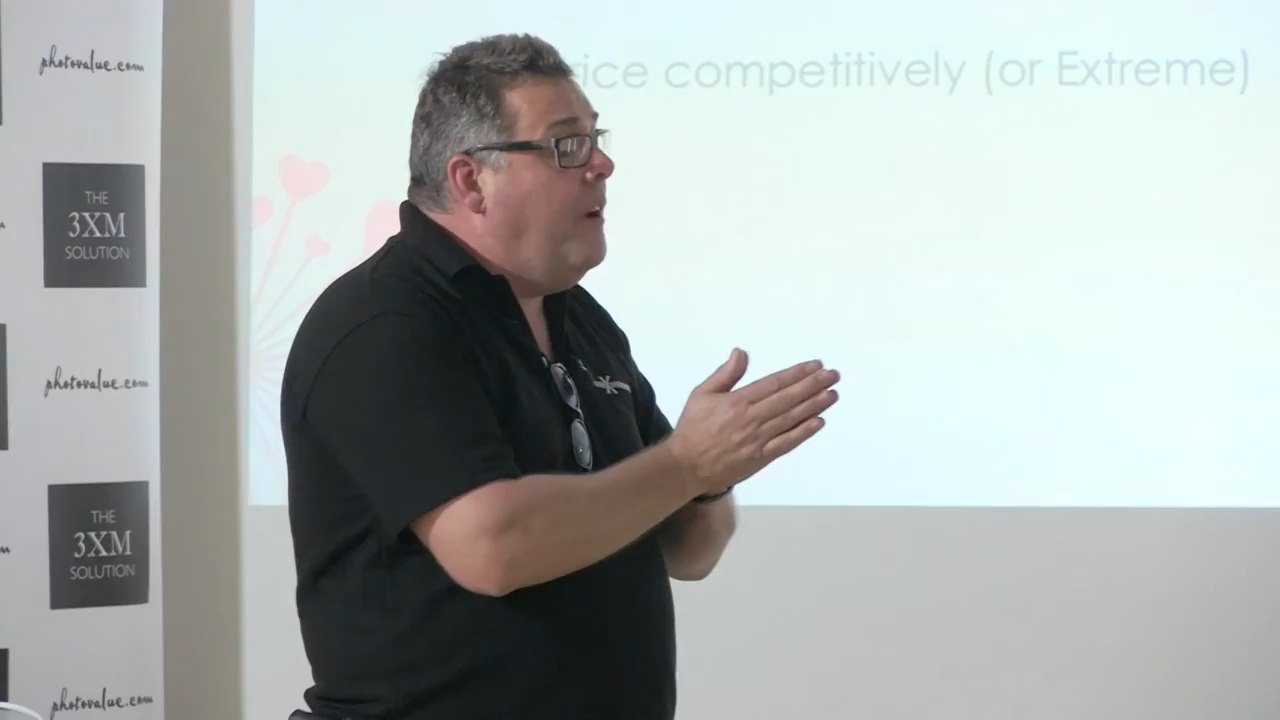 photovalue.com
THE
3XM
SOLUTION
photovalue.com
THE
3XM
SOLUTION
photovalue.com
rice competitively (or Extreme)